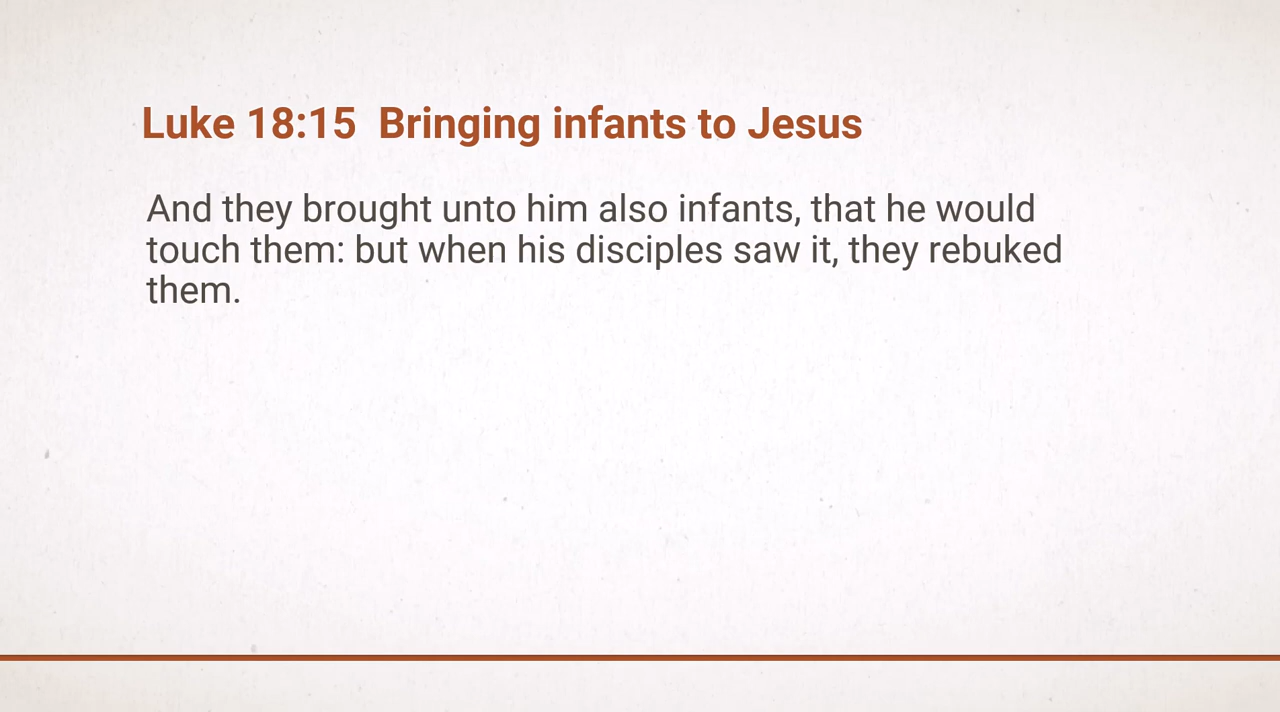 Luke 18:15  Bringing infants to Jesus
And they brought unto him also infants, that he would
touch them: but when his disciples saw it, they rebuked
them.